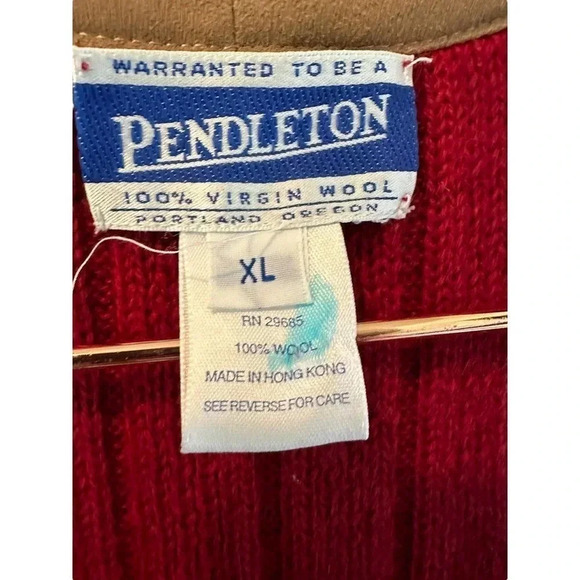 WARRANTED TO BE A
PENDLETON
100% VIRGIN WOOL
PORTLAND, OREGON
XL
RN 29685
100% WOOL
MADE IN HONG KONG
SEE REVERSE FOR CARE